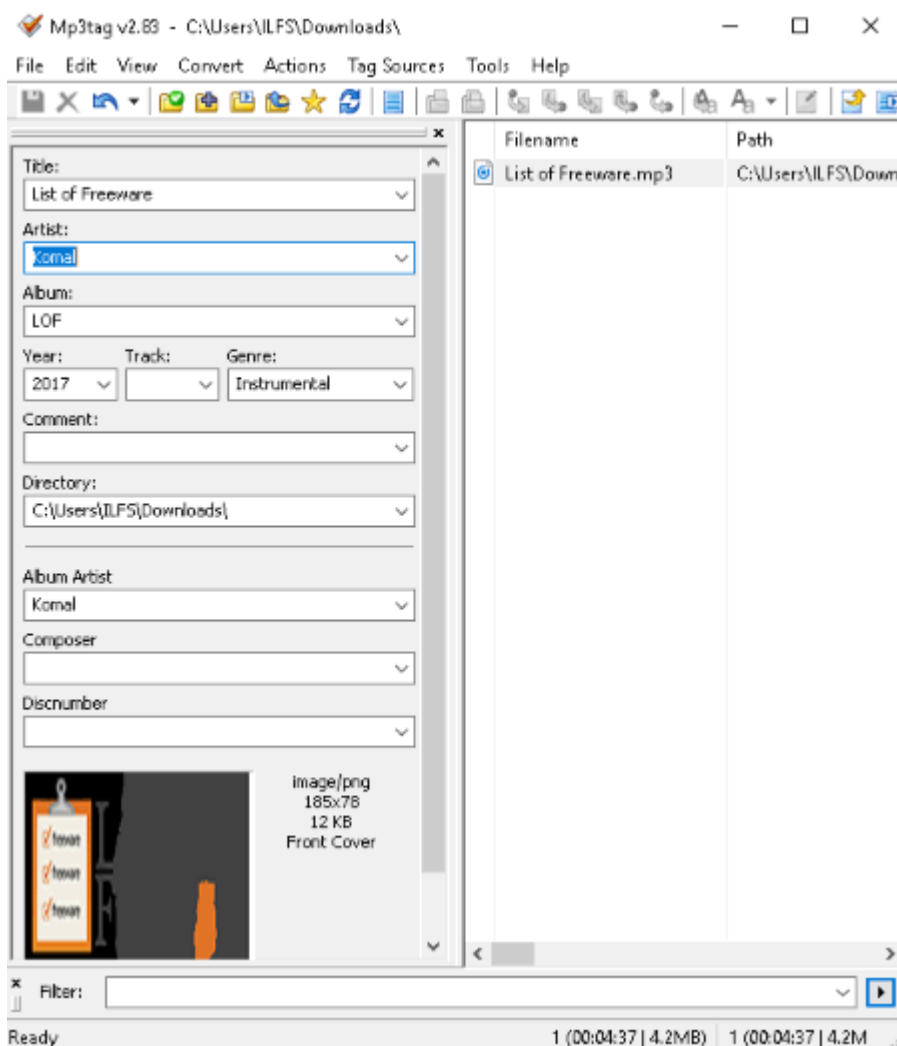 Mp3tag v2.83 - C:\Users\ILFS\Downloads\
File Edit View Convert Actions Tag Sources Tools Help
Filename Path
List of Freeware.mp3 C:\Users\ILFS\Down
Title:
List of Freeware
Artist:
Komal
Album:
LOF
Year: Track: Genre:
2017 Instrumental
Comment:
Directory:
C:\Users\ILFS\Downloads\
Album Artist
Komal
Composer
Discnumber
image/png
185x78
12 KB
Front Cover
freeware
freeware
freeware
L
F
Filter:
Ready 1 (00:04:37 | 4.2MB) 1 (00:04:37 | 4.2M